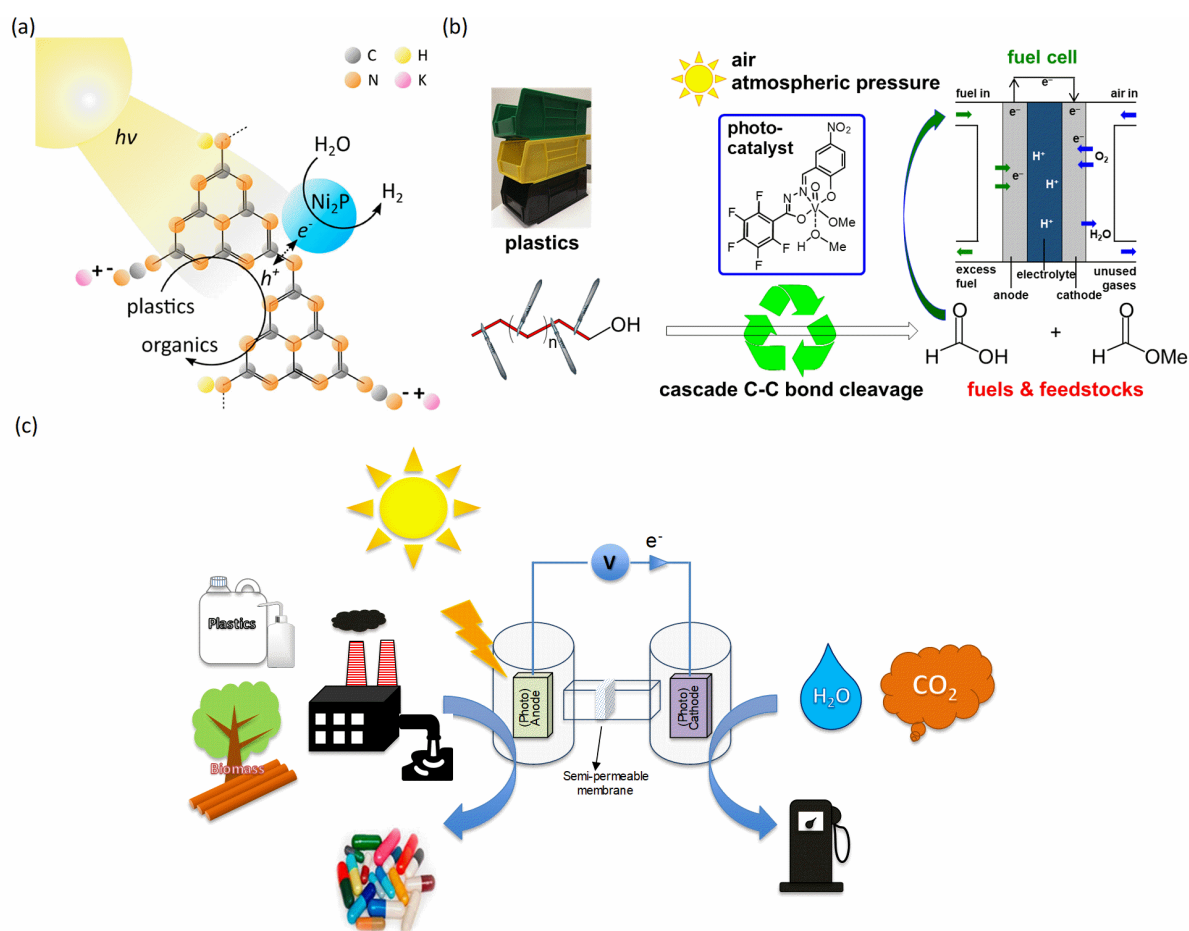 (a)
C
H
N
K
hν
H₂O
H₂
Ni₂P
e⁻
h⁺
+ -
plastics
organics
- +
(b)
air
atmospheric pressure
plastics
photo-
catalyst
NO₂
N
N
O
O
V
O
OMe
O
H
Me
F
F
F
F
F
n
OH
cascade C-C bond cleavage
fuel cell
e⁻
fuel in
air in
e⁻
e⁻
e⁻
e⁻
H⁺
H⁺
H⁺
O₂
H₂O
excess
fuel
electrolyte
unused
gases
anode
cathode
O
H
OH
+
O
H
OMe
fuels & feedstocks
(c)
V
e⁻
Plastics
Biomass
(Photo)
Anode
(Photo)
Cathode
Semi-permeable
membrane
H₂O
CO₂